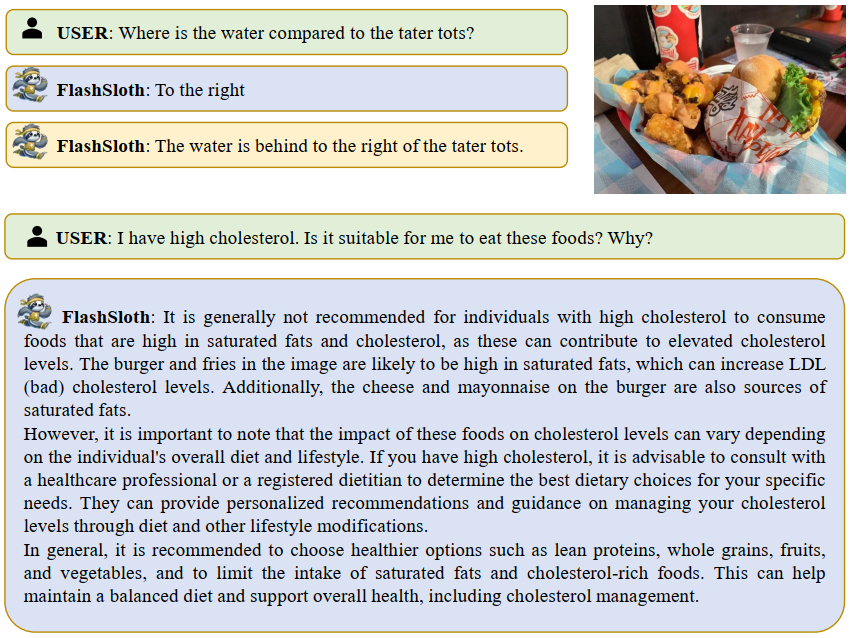 USER: Where is the water compared to the tater tots?
FlashSloth: To the right
FlashSloth: The water is behind to the right of the tater tots.
USER: I have high cholesterol. Is it suitable for me to eat these foods? Why?
FlashSloth: It is generally not recommended for individuals with high cholesterol to consume
foods that are high in saturated fats and cholesterol, as these can contribute to elevated cholesterol
levels. The burger and fries in the image are likely to be high in saturated fats, which can increase LDL
(bad) cholesterol levels. Additionally, the cheese and mayonnaise on the burger are also sources of
saturated fats.
However, it is important to note that the impact of these foods on cholesterol levels can vary depending
on the individual's overall diet and lifestyle. If you have high cholesterol, it is advisable to consult with
a healthcare professional or a registered dietitian to determine the best dietary choices for your specific
needs. They can provide personalized recommendations and guidance on managing your cholesterol
levels through diet and other lifestyle modifications.
In general, it is recommended to choose healthier options such as lean proteins, whole grains, fruits,
and vegetables, and to limit the intake of saturated fats and cholesterol-rich foods. This can help
maintain a balanced diet and support overall health, including cholesterol management.